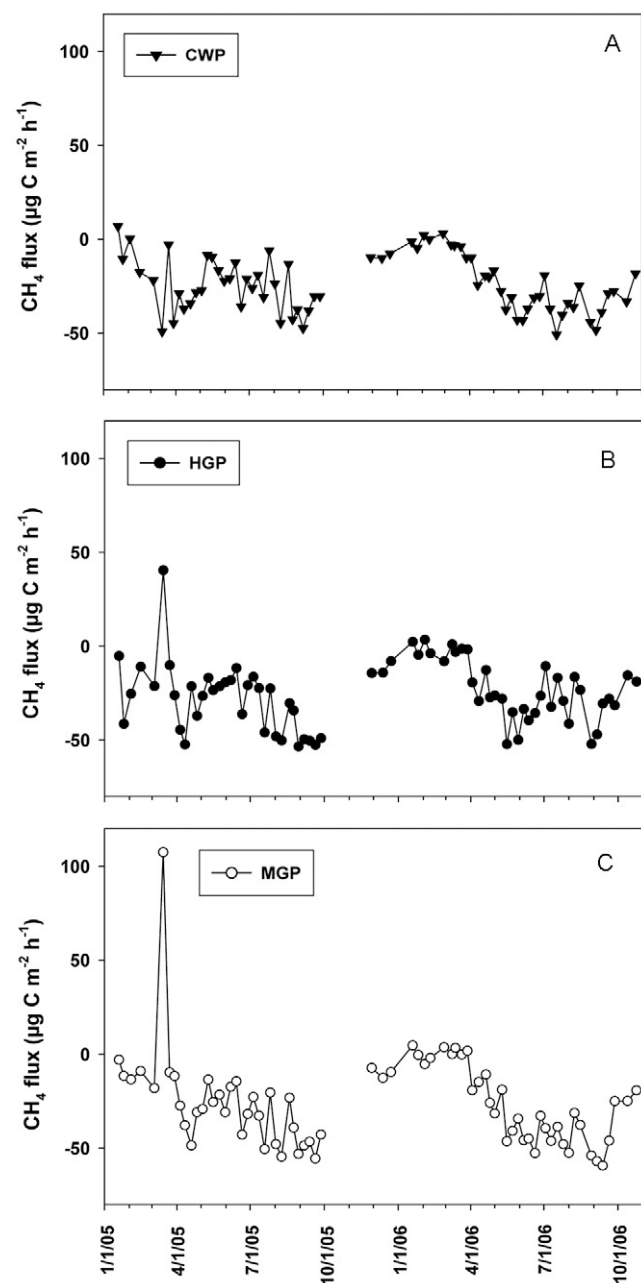 A
CWP
100
50
0
-50
CH₄ flux (µg C m⁻² h⁻¹)
B
HGP
100
50
0
-50
CH₄ flux (µg C m⁻² h⁻¹)
C
MGP
100
50
0
-50
CH₄ flux (µg C m⁻² h⁻¹)
1/1/05
4/1/05
7/1/05
10/1/05
1/1/06
4/1/06
7/1/06
10/1/06